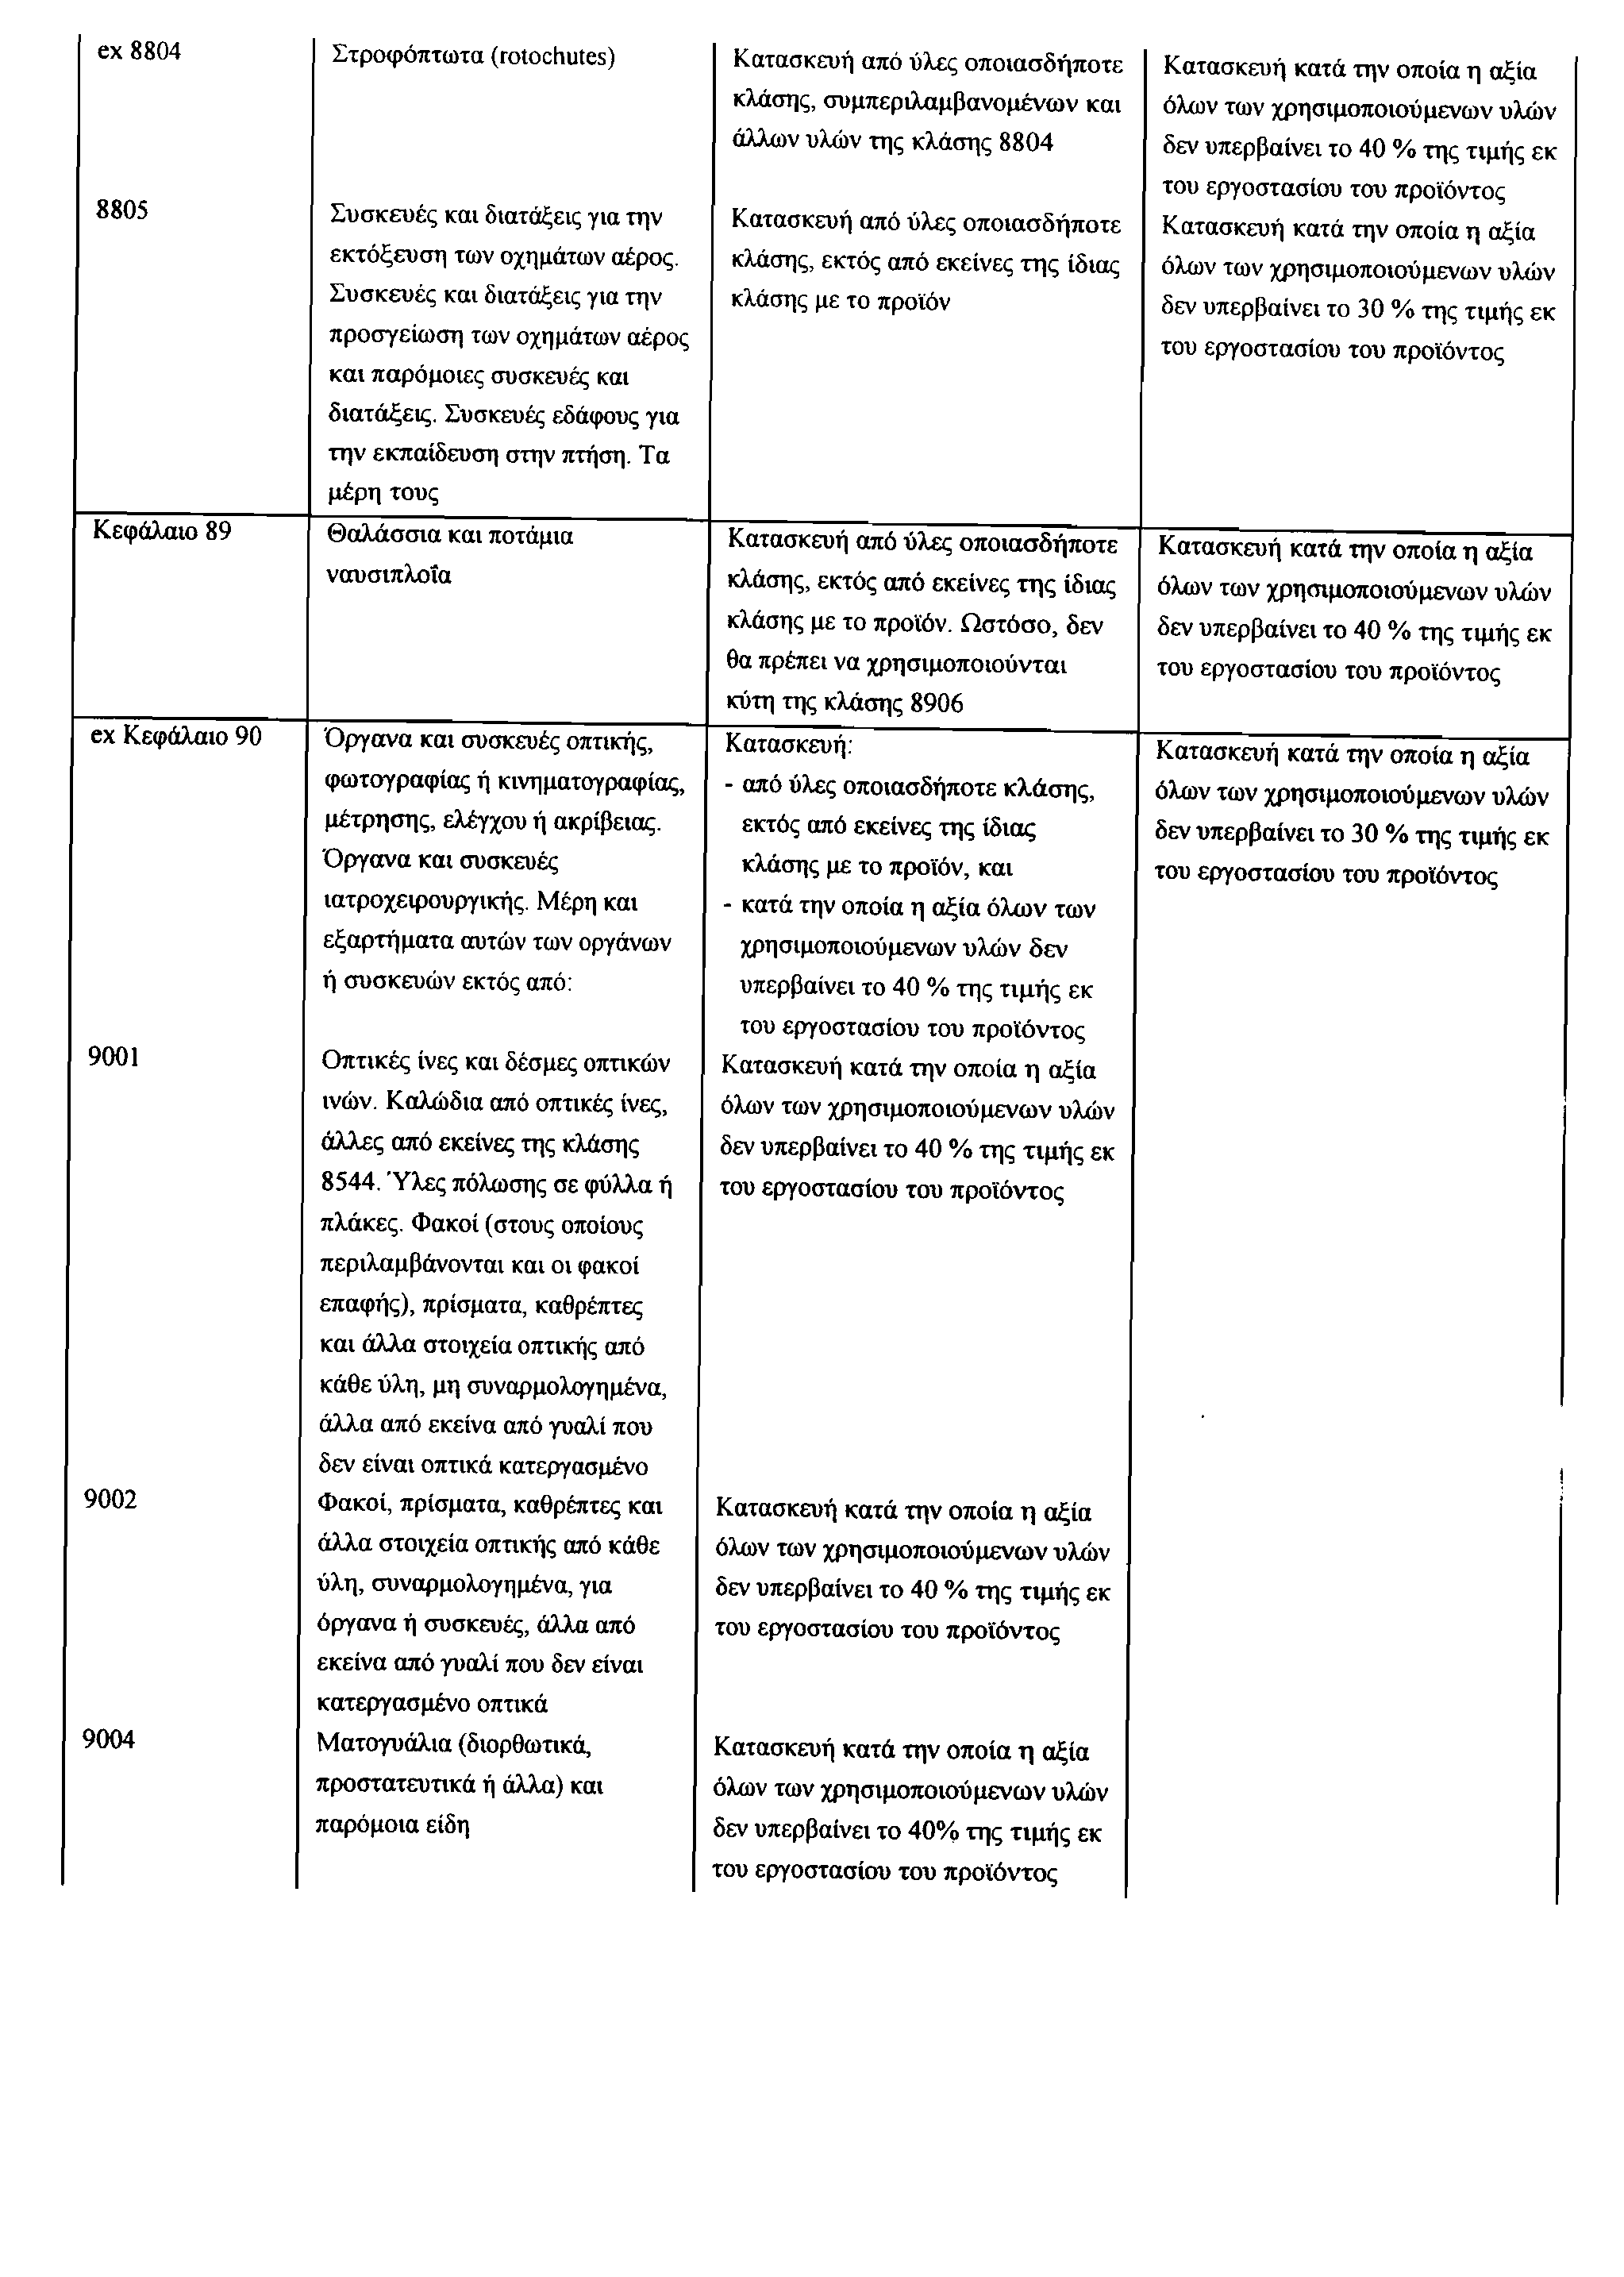 ex 8804
Στροφόπτωτα (rotochutes)
Κατασκευή από ύλες οποιασδήποτε
κλάσης, συμπεριλαμβανομένων και
άλλων υλών της κλάσης 8804
Κατασκευή κατά την οποία η αξία
όλων των χρησιμοποιούμενων υλών
δεν υπερβαίνει το 40 % της τιμής εκ
του εργοστασίου του προϊόντος
8805
Συσκευές και διατάξεις για την
εκτόξευση των οχημάτων αέρος.
Συσκευές και διατάξεις για την
προσγείωση των οχημάτων αέρος
και παρόμοιες συσκευές και
διατάξεις. Συσκευές εδάφους για
την εκπαίδευση στην πτήση. Τα
μέρη τους
Κατασκευή από ύλες οποιασδήποτε
κλάσης, εκτός από εκείνες της ίδιας
κλάσης με το προϊόν
Κατασκευή κατά την οποία η αξία
όλων των χρησιμοποιούμενων υλών
δεν υπερβαίνει το 30 % της τιμής εκ
του εργοστασίου του προϊόντος
Κεφάλαιο 89
Θαλάσσια και ποτάμια
ναυσιπλοΐα
Κατασκευή από ύλες οποιασδήποτε
κλάσης, εκτός από εκείνες της ίδιας
κλάσης με το προϊόν. Ωστόσο, δεν
θα πρέπει να χρησιμοποιούνται
κύτη της κλάσης 8906
Κατασκευή κατά την οποία η αξία
όλων των χρησιμοποιούμενων υλών
δεν υπερβαίνει το 40 % της τιμής εκ
του εργοστασίου του προϊόντος
ex Κεφάλαιο 90
Όργανα και συσκευές οπτικής,
φωτογραφίας ή κινηματογραφίας,
μέτρησης, ελέγχου ή ακρίβειας.
Όργανα και συσκευές
ιατροχειρουργικής. Μέρη και
εξαρτήματα αυτών των οργάνων
ή συσκευών εκτός από:
Κατασκευή:
- από ύλες οποιασδήποτε κλάσης,
εκτός από εκείνες της ίδιας
κλάσης με το προϊόν, και
- κατά την οποία η αξία όλων των
χρησιμοποιούμενων υλών δεν
υπερβαίνει το 40 % της τιμής εκ
του εργοστασίου του προϊόντος
Κατασκευή κατά την οποία η αξία
όλων των χρησιμοποιούμενων υλών
δεν υπερβαίνει το 30 % της τιμής εκ
του εργοστασίου του προϊόντος
9001
Οπτικές ίνες και δέσμες οπτικών
ινών. Καλώδια από οπτικές ίνες,
άλλες από εκείνες της κλάσης
8544. Ύλες πόλωσης σε φύλλα ή
πλάκες. Φακοί (στους οποίους
περιλαμβάνονται και οι φακοί
επαφής), πρίσματα, καθρέπτες
και άλλα στοιχεία οπτικής από
κάθε ύλη, μη συναρμολογημένα,
άλλα από εκείνα από γυαλί που
δεν είναι οπτικά κατεργασμένο
Κατασκευή κατά την οποία η αξία
όλων των χρησιμοποιούμενων υλών
δεν υπερβαίνει το 40 % της τιμής εκ
του εργοστασίου του προϊόντος
9002
Φακοί, πρίσματα, καθρέπτες και
άλλα στοιχεία οπτικής από κάθε
ύλη, συναρμολογημένα, για
όργανα ή συσκευές, άλλα από
εκείνα από γυαλί που δεν είναι
κατεργασμένο οπτικά
Κατασκευή κατά την οποία η αξία
όλων των χρησιμοποιούμενων υλών
δεν υπερβαίνει το 40 % της τιμής εκ
του εργοστασίου του προϊόντος
9004
Ματογυάλια (διορθωτικά,
προστατευτικά ή άλλα) και
παρόμοια είδη
Κατασκευή κατά την οποία η αξία
όλων των χρησιμοποιούμενων υλών
δεν υπερβαίνει το 40% της τιμής εκ
του εργοστασίου του προϊόντος